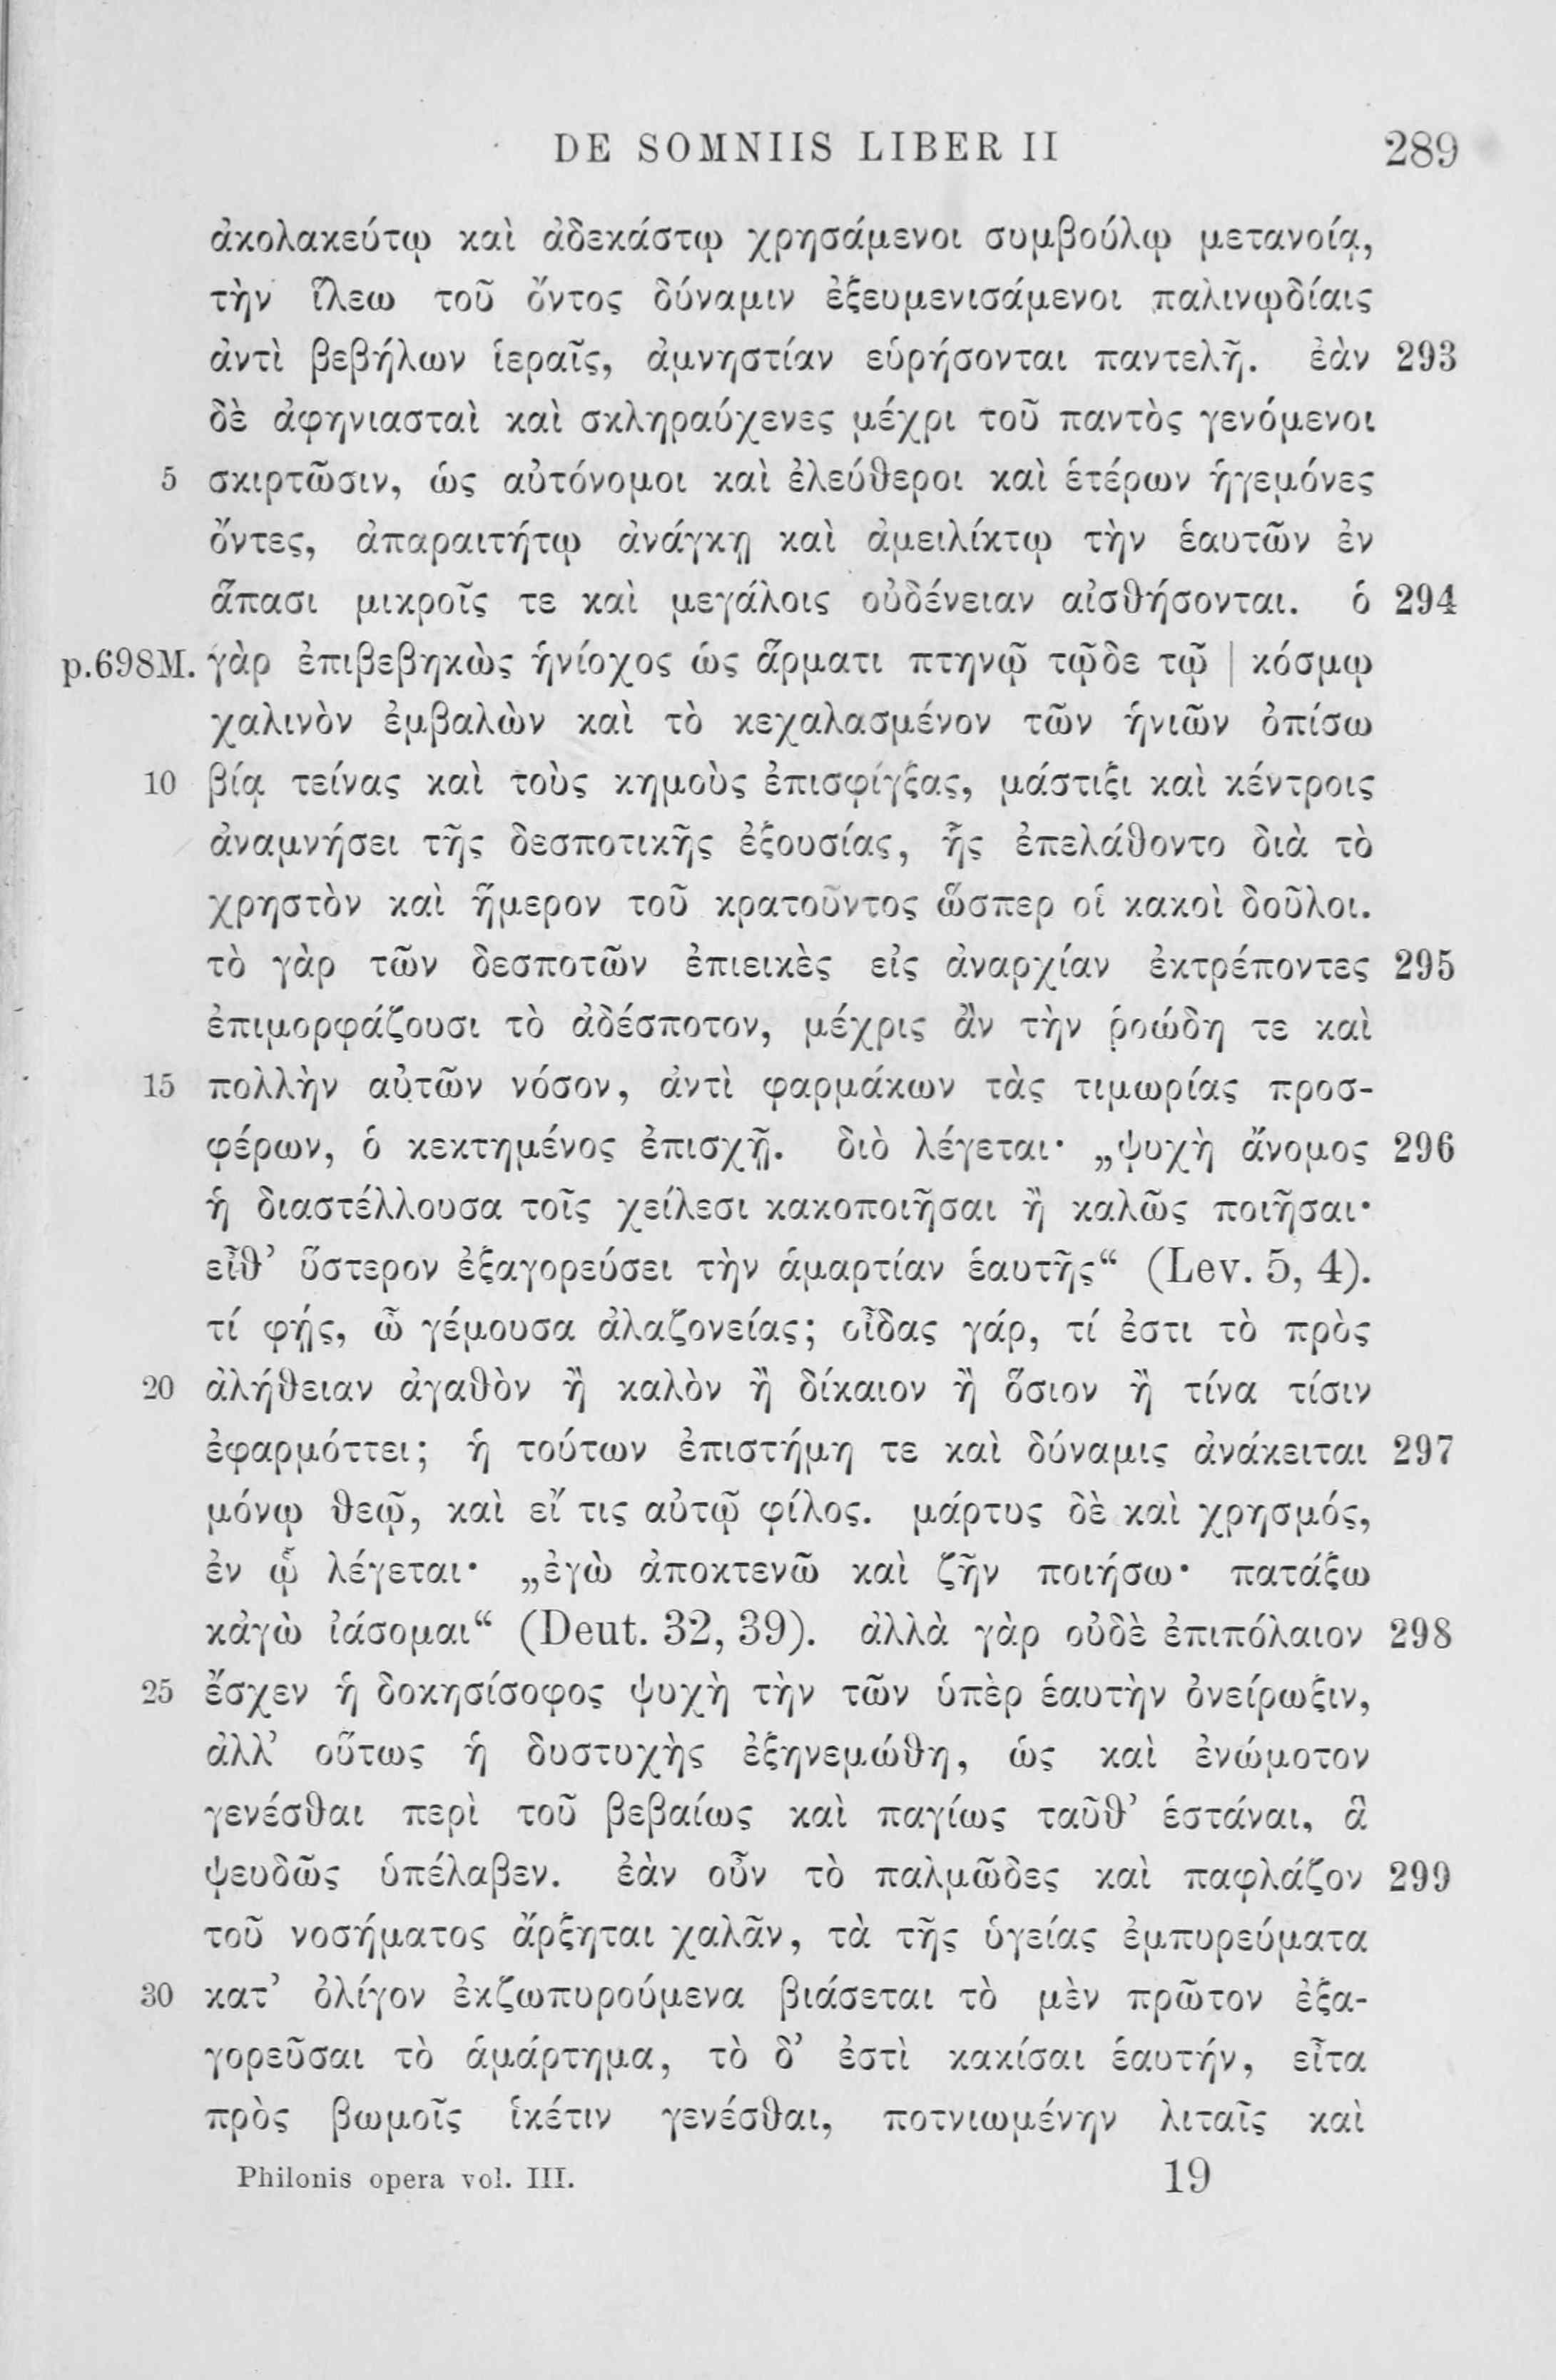 DE SOMNIIS LIBER II 289
ἀκολακεύτῳ καὶ ἀδεκάστῳ χρησάμενοι συμβούλῳ μετανοίᾳ,
τὴν ἵλεω τοῦ ὄντος δύναμιν ἐξευμενισάμενοι παλινῳδίαις
ἀντὶ βεβήλων ἱεραῖς, ἀμνηστίαν εὑρήσονται παντελῆ. ἐὰν 293
δὲ ἀφηνιασταὶ καὶ σκληραύχενες μέχρι τοῦ παντὸς γενόμενοι
5 σκιρτῶσιν, ὡς αὐτόνομοι καὶ ἐλεύθεροι καὶ ἑτέρων ἡγεμόνες
ὄντες, ἀπαραιτήτῳ ἀνάγκῃ καὶ ἀμειλίκτῳ τὴν ἑαυτῶν ἐν
ἅπασι μικροῖς τε καὶ μεγάλοις οὐδένειαν αἰσθήσονται. ὁ 294
p.698M. γὰρ ἐπιβεβηκὼς ἡνίοχος ὡς ἅρματι πτηνῷ τῷδε τῷ | κόσμῳ
χαλινὸν ἐμβαλὼν καὶ τὸ κεχαλασμένον τῶν ἡνιῶν ὀπίσω
10 βίᾳ τείνας καὶ τοὺς κημοὺς ἐπισφίγξας, μάστιξι καὶ κέντροις
ἀναμνήσει τῆς δεσποτικῆς ἐξουσίας, ἧς ἐπελάθοντο διὰ τὸ
χρηστὸν καὶ ἥμερον τοῦ κρατοῦντος ὥσπερ οἱ κακοὶ δοῦλοι.
τὸ γὰρ τῶν δεσποτῶν ἐπιεικὲς εἰς ἀναρχίαν ἐκτρέποντες 295
ἐπιμορφάζουσι τὸ ἀδέσποτον, μέχρις ἂν τὴν ῥοώδη τε καὶ
15 πολλὴν αὐτῶν νόσον, ἀντὶ φαρμάκων τὰς τιμωρίας προσ-
φέρων, ὁ κεκτημένος ἐπισχῇ. διὸ λέγεται· „ψυχὴ ἄνομος 296
ἡ διαστέλλουσα τοῖς χείλεσι κακοποιῆσαι ἢ καλῶς ποιῆσαι·
εἶθ’ ὕστερον ἐξαγορεύσει τὴν ἁμαρτίαν ἑαυτῆς“ (Lev. 5, 4).
τί φῄς, ὦ γέμουσα ἀλαζονείας; οἶδας γάρ, τί ἐστι τὸ πρὸς
20 ἀλήθειαν ἀγαθὸν ἢ καλὸν ἢ δίκαιον ἢ ὅσιον ἢ τίνα τίσιν
ἐφαρμόττει; ἡ τούτων ἐπιστήμη τε καὶ δύναμις ἀνάκειται 297
μόνῳ θεῷ, καὶ εἴ τις αὐτῷ φίλος. μάρτυς δὲ καὶ χρησμός,
ἐν ᾧ λέγεται· „ἐγὼ ἀποκτενῶ καὶ ζῆν ποιήσω· πατάξω
κἀγὼ ἰάσομαι“ (Deut. 32, 39). ἀλλὰ γὰρ οὐδὲ ἐπιπόλαιον 298
25 ἔσχεν ἡ δοκησίσοφος ψυχὴ τὴν τῶν ὑπὲρ ἑαυτὴν ὀνείρωξιν,
ἀλλ’ οὕτως ἡ δυστυχὴς ἐξηνεμώθη, ὡς καὶ ἐνώμοτον
γενέσθαι περὶ τοῦ βεβαίως καὶ παγίως ταῦθ’ ἑστάναι, ἃ
ψευδῶς ὑπέλαβεν. ἐὰν οὖν τὸ παλμῶδες καὶ παφλάζον 299
τοῦ νοσήματος ἄρξηται χαλᾶν, τὰ τῆς ὑγείας ἐμπυρεύματα
30 κατ’ ὀλίγον ἐκζωπυρούμενα βιάσεται τὸ μὲν πρῶτον ἐξα-
γορεῦσαι τὸ ἁμάρτημα, τὸ δ’ ἐστὶ κακίσαι ἑαυτήν, εἶτα
πρὸς βωμοῖς ἱκέτιν γενέσθαι, ποτνιωμένην λιταῖς καὶ
Philonis opera vol. III. 19